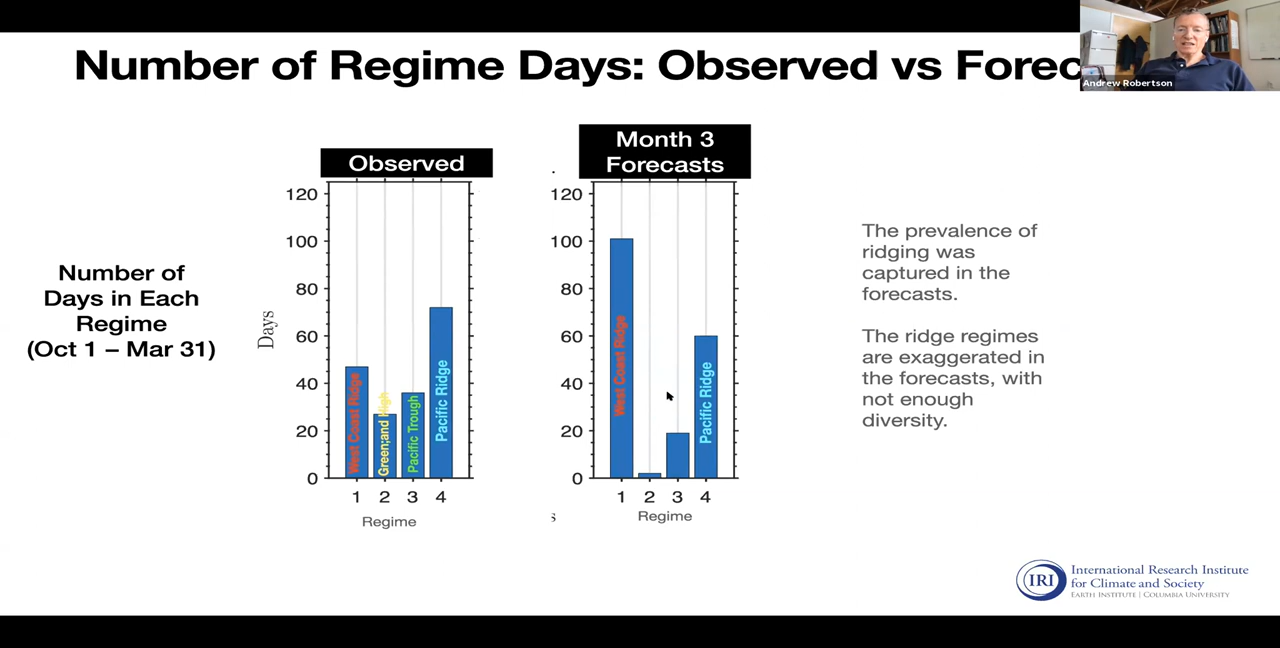 Number of Regime Days: Observed vs Forec
Andrew Robertson
Number of
Days in Each
Regime
(Oct 1 – Mar 31)
Observed
Days
120
100
80
60
40
20
0
West Coast Ridge
Green;and High
Pacific Trough
Pacific Ridge
1 2 3 4
Regime
Month 3
Forecasts
120
100
80
60
40
20
0
West Coast Ridge
Pacific Ridge
1 2 3 4
Regime
s
The prevalence of
ridging was
captured in the
forecasts.
The ridge regimes
are exaggerated in
the forecasts, with
not enough
diversity.
IRI
International Research Institute
for Climate and Society
EARTH INSTITUTE | COLUMBIA UNIVERSITY